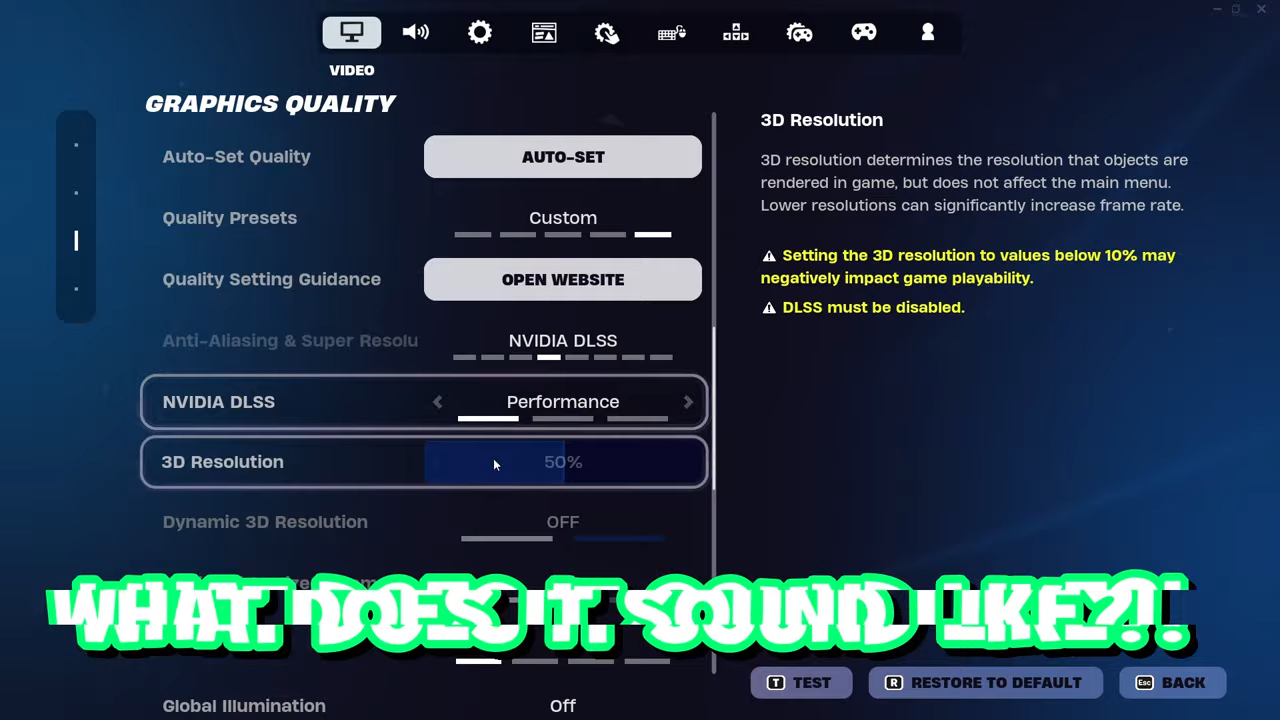 VIDEO
GRAPHICS QUALITY
Auto-Set Quality AUTO-SET
Quality Presets Custom
Quality Setting Guidance OPEN WEBSITE
Anti-Aliasing & Super Resolu NVIDIA DLSS
NVIDIA DLSS Performance
3D Resolution 50%
Dynamic 3D Resolution OFF
Global Illumination Off
3D Resolution
3D resolution determines the resolution that objects are
rendered in game, but does not affect the main menu.
Lower resolutions can significantly increase frame rate.
Setting the 3D resolution to values below 10% may
negatively impact game playability.
DLSS must be disabled.
WHAT DOES IT SOUND LIKE?!
T TEST
R RESTORE TO DEFAULT
Esc BACK